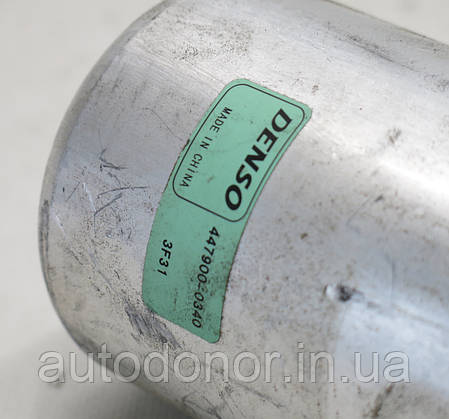 DENSO
MADE IN CHINA
447900-0340
3F31
autodonor.in.ua